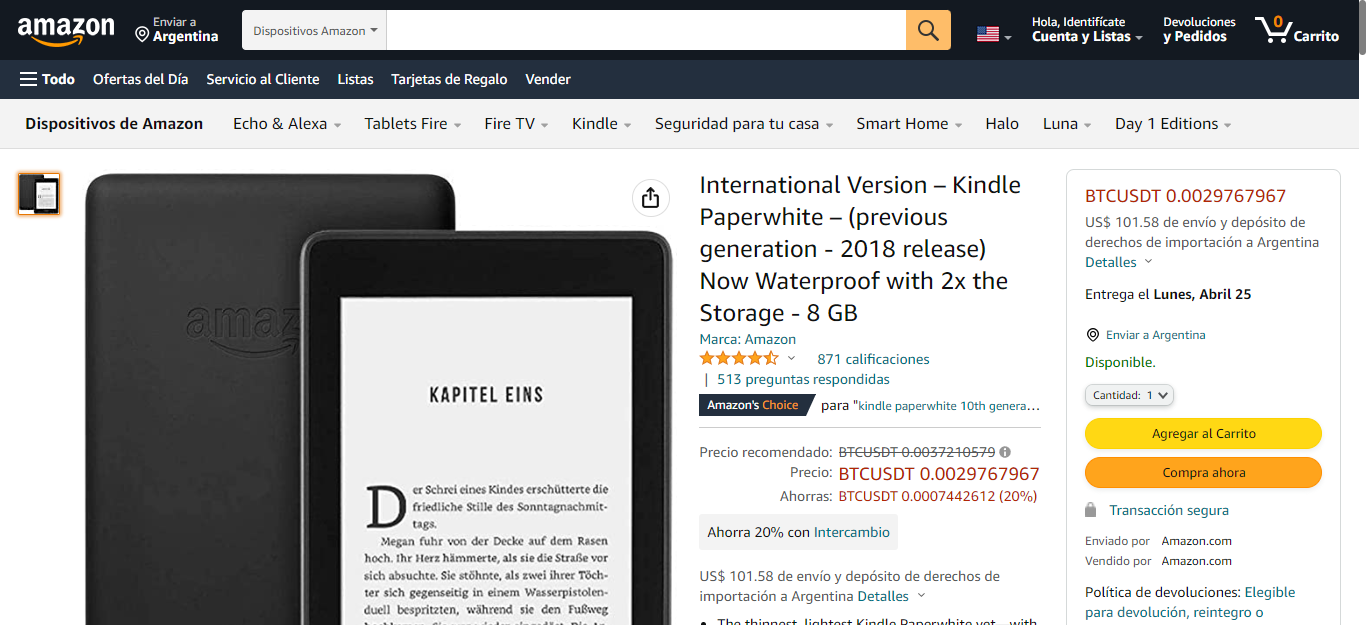 amazon
Enviar a
Argentina
Dispositivos Amazon
Hola, Identifícate
Cuenta y Listas
Devoluciones
y Pedidos
0
Carrito
Todo Ofertas del Día Servicio al Cliente Listas Tarjetas de Regalo Vender
Dispositivos de Amazon Echo & Alexa Tablets Fire Fire TV Kindle Seguridad para tu casa Smart Home Halo Luna Day 1 Editions
amaz
KAPITEL EINS
Der Schrei eines Kindes erschütterte die
friedliche Stille des Sonntagnachmit-
tags.
Megan fuhr von der Decke auf dem Rasen
hoch. Ihr Herz hämmerte, als sie die Straße vor
sich absuchte. Sie stöhnte, als zwei ihrer Töch-
ter sich gegenseitig in einem Wasserpistolen-
duell bespritzten, während sie den Fußweg
International Version – Kindle
Paperwhite – (previous
generation - 2018 release)
Now Waterproof with 2x the
Storage - 8 GB
Marca: Amazon
871 calificaciones
| 513 preguntas respondidas
Amazon's Choice para "kindle paperwhite 10th genera…
Precio recomendado: BTCUSDT 0.0037210579
Precio: BTCUSDT 0.0029767967
Ahorras: BTCUSDT 0.0007442612 (20%)
Ahorra 20% con Intercambio
US$ 101.58 de envío y depósito de derechos de
importación a Argentina Detalles
• The thinnest, lightest Kindle Paperwhite yet—with
BTCUSDT 0.0029767967
US$ 101.58 de envío y depósito de
derechos de importación a Argentina
Detalles
Entrega el Lunes, Abril 25
Enviar a Argentina
Disponible.
Cantidad: 1
Agregar al Carrito
Compra ahora
Transacción segura
Enviado por Amazon.com
Vendido por Amazon.com
Política de devoluciones: Elegible
para devolución, reintegro o